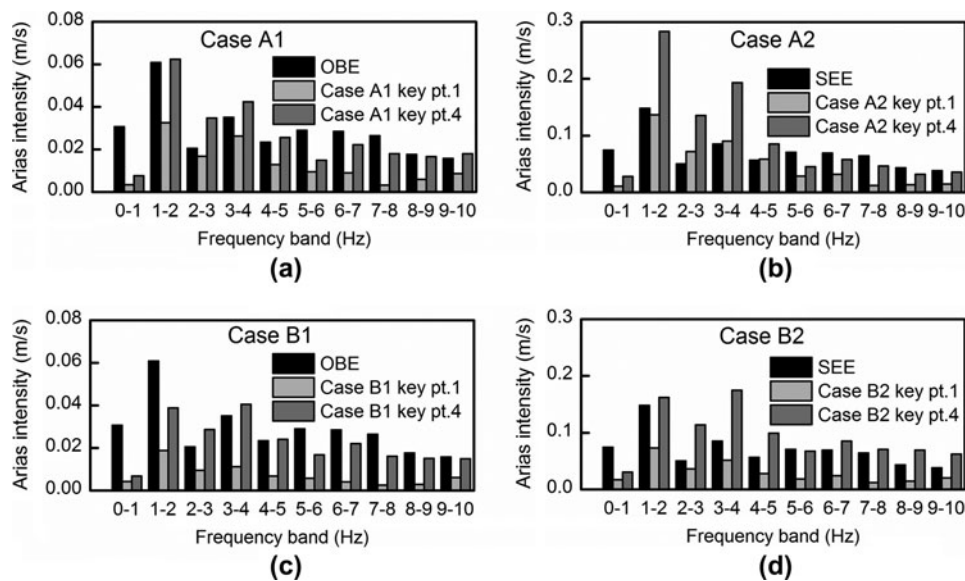 Case A1
OBE
Case A1 key pt.1
Case A1 key pt.4
Arias intensity (m/s)
0.08
0.06
0.04
0.02
0.00
0-1 1-2 2-3 3-4 4-5 5-6 6-7 7-8 8-9 9-10
Frequency band (Hz)
(a)
Case A2
SEE
Case A2 key pt.1
Case A2 key pt.4
Arias intensity (m/s)
0.3
0.2
0.1
0.0
0-1 1-2 2-3 3-4 4-5 5-6 6-7 7-8 8-9 9-10
Frequency band (Hz)
(b)
Case B1
OBE
Case B1 key pt.1
Case B1 key pt.4
Arias intensity (m/s)
0.08
0.06
0.04
0.02
0.00
0-1 1-2 2-3 3-4 4-5 5-6 6-7 7-8 8-9 9-10
Frequency band (Hz)
(c)
Case B2
SEE
Case B2 key pt.1
Case B2 key pt.4
Arias intensity (m/s)
0.3
0.2
0.1
0.0
0-1 1-2 2-3 3-4 4-5 5-6 6-7 7-8 8-9 9-10
Frequency band (Hz)
(d)